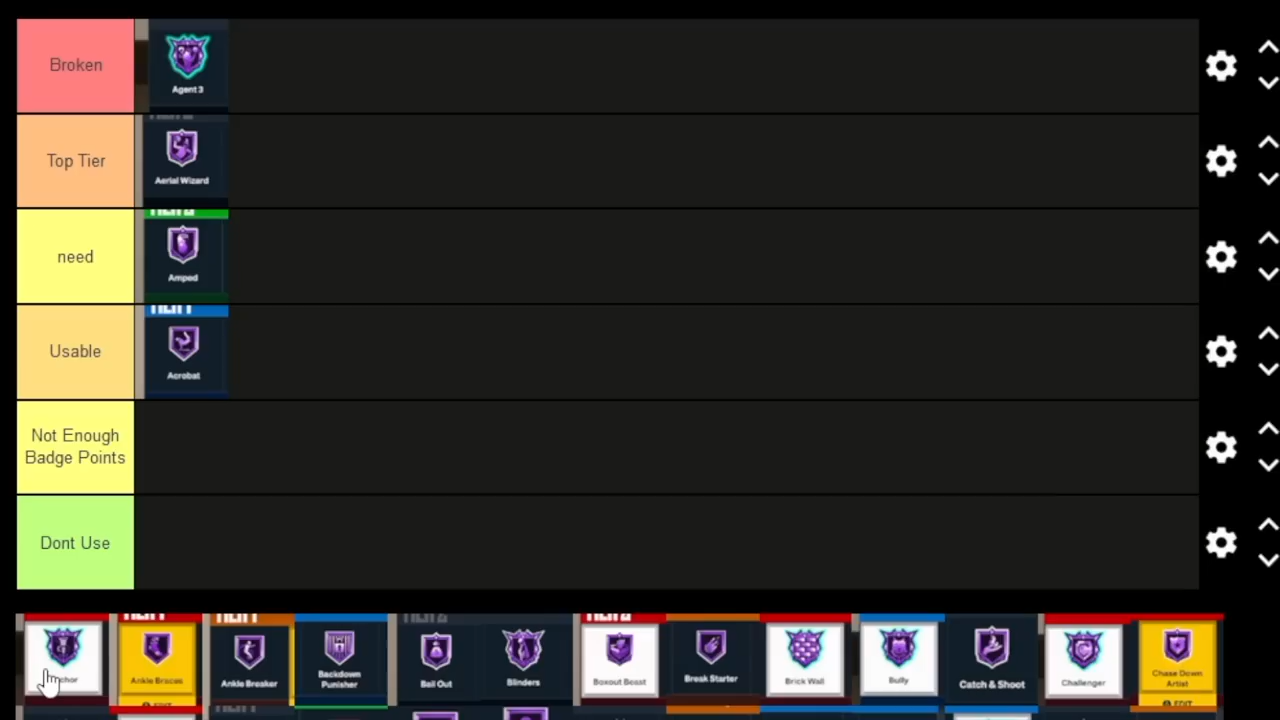 Broken
Agent 3
Top Tier
Aerial Wizard
need
Amped
Usable
Acrobat
Not Enough
Badge Points
Dont Use
Ankle Braces
Ankle Breaker
Backdown
Punisher
Bail Out
Blinders
Boxout Beast
Break Starter
Brick Wall
Bully
Catch & Shoot
Challenger
Chase Down
Artist
EDIT
EDIT